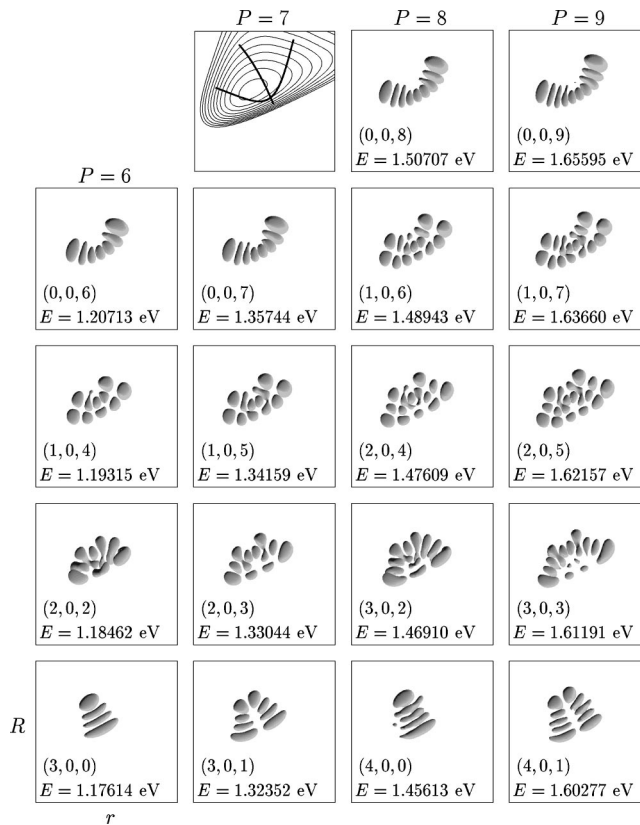 P = 7
P = 8
P = 9
(0, 0, 8)
E = 1.50707 eV
(0, 0, 9)
E = 1.65595 eV
P = 6
(0, 0, 6)
E = 1.20713 eV
(0, 0, 7)
E = 1.35744 eV
(1, 0, 6)
E = 1.48943 eV
(1, 0, 7)
E = 1.63660 eV
(1, 0, 4)
E = 1.19315 eV
(1, 0, 5)
E = 1.34159 eV
(2, 0, 4)
E = 1.47609 eV
(2, 0, 5)
E = 1.62157 eV
(2, 0, 2)
E = 1.18462 eV
(2, 0, 3)
E = 1.33044 eV
(3, 0, 2)
E = 1.46910 eV
(3, 0, 3)
E = 1.61191 eV
R
(3, 0, 0)
E = 1.17614 eV
(3, 0, 1)
E = 1.32352 eV
(4, 0, 0)
E = 1.45613 eV
(4, 0, 1)
E = 1.60277 eV
r